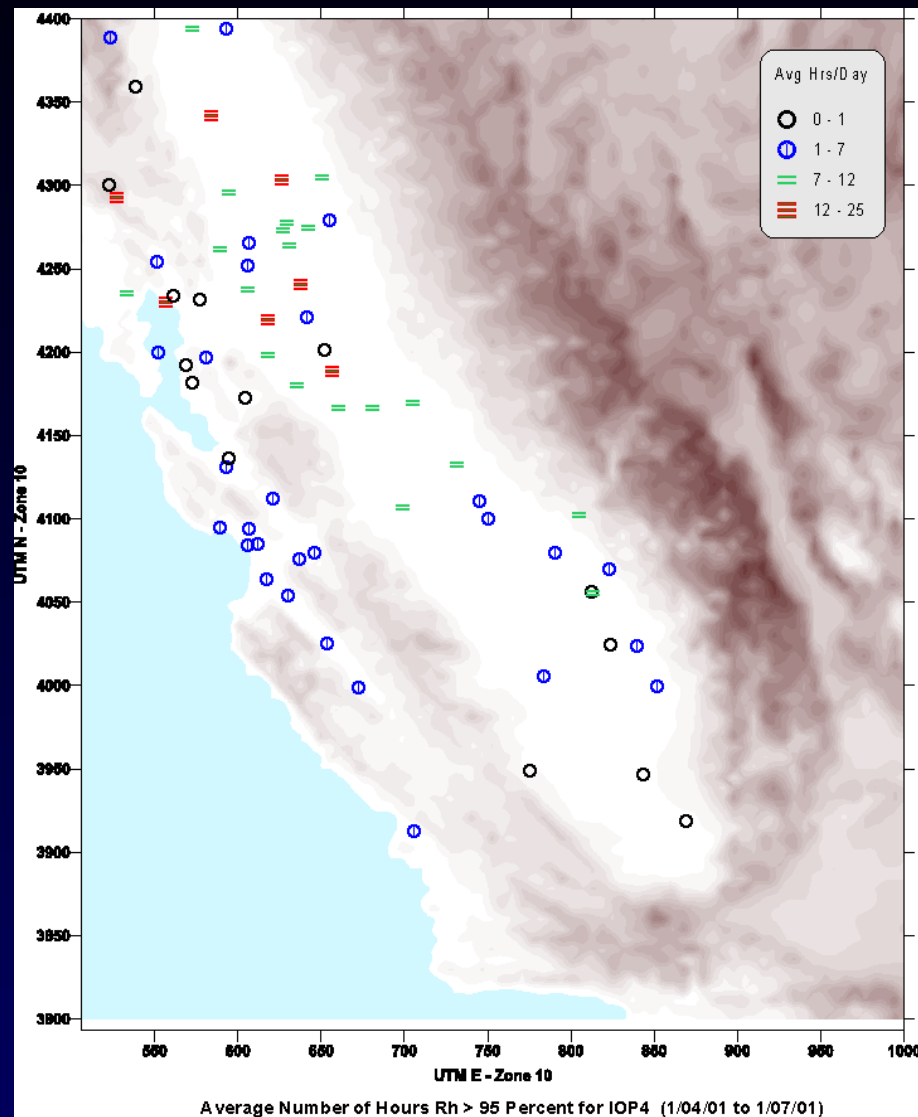 4400
4350
4300
4250
4200
4150
4100
4050
4000
3950
3900
3850
3800
UTM N - Zone 10
Avg Hrs/Day
0 - 1
1 - 7
7 - 12
12 - 25
550 600 650 700 750 800 850 900 950 1000
UTM E - Zone 10
Average Number of Hours Rh > 95 Percent for IOP4 (1/04/01 to 1/07/01)